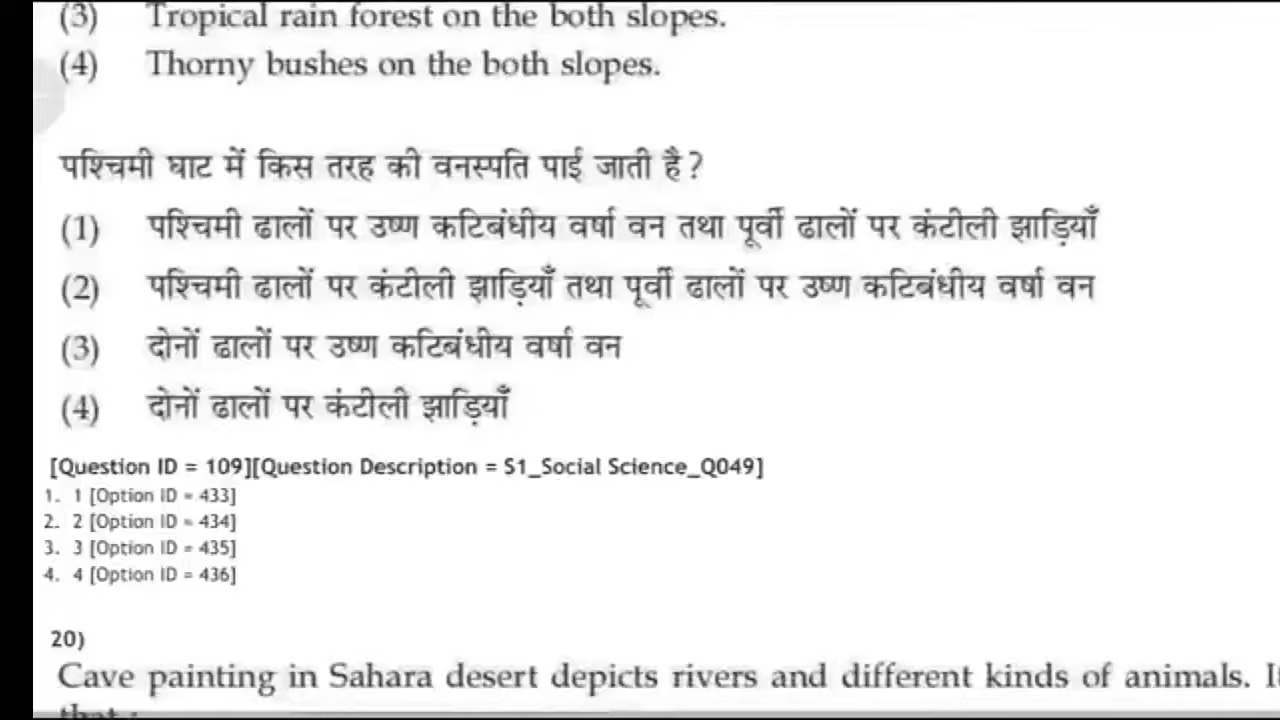 (3) Tropical rain forest on the both slopes.
(4) Thorny bushes on the both slopes.
पश्चिमी घाट में किस तरह की वनस्पति पाई जाती है?
(1) पश्चिमी ढालों पर उष्ण कटिबंधीय वर्षा वन तथा पूर्वी ढालों पर कंटीली झाड़ियाँ
(2) पश्चिमी ढालों पर कंटीली झाड़ियाँ तथा पूर्वी ढालों पर उष्ण कटिबंधीय वर्षा वन
(3) दोनों ढालों पर उष्ण कटिबंधीय वर्षा वन
(4) दोनों ढालों पर कंटीली झाड़ियाँ
[Question ID = 109][Question Description = S1_Social Science_Q049]
1. 1 [Option ID = 433]
2. 2 [Option ID = 434]
3. 3 [Option ID = 435]
4. 4 [Option ID = 436]
20)
Cave painting in Sahara desert depicts rivers and different kinds of animals.
that :